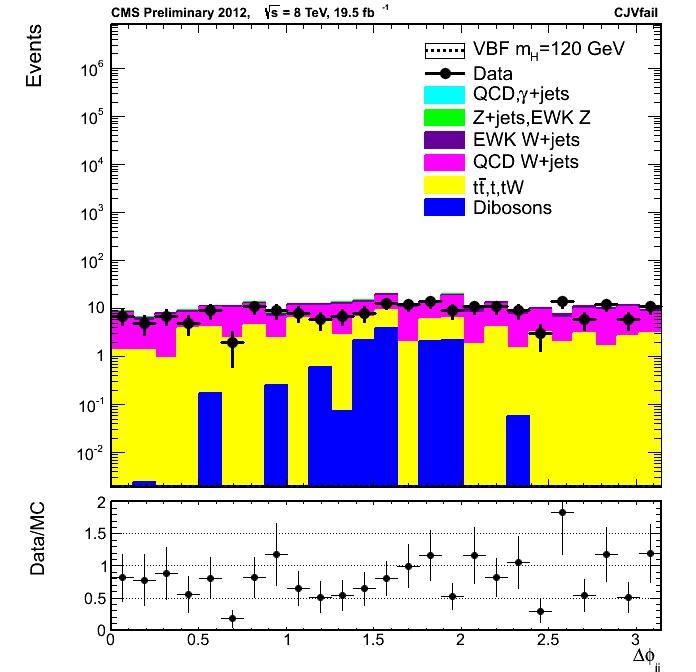 CMS Preliminary 2012, √s = 8 TeV, 19.5 fb⁻¹ CJVfail
Events
VBF m_H=120 GeV
Data
QCD,γ+jets
Z+jets,EWK Z
EWK W+jets
QCD W+jets
tt̄,t,tW
Dibosons
10⁶
10⁵
10⁴
10³
10²
10
1
10⁻¹
10⁻²
Data/MC
2
1.5
1
0.5
0
0 0.5 1 1.5 2 2.5 3
Δϕ_jj